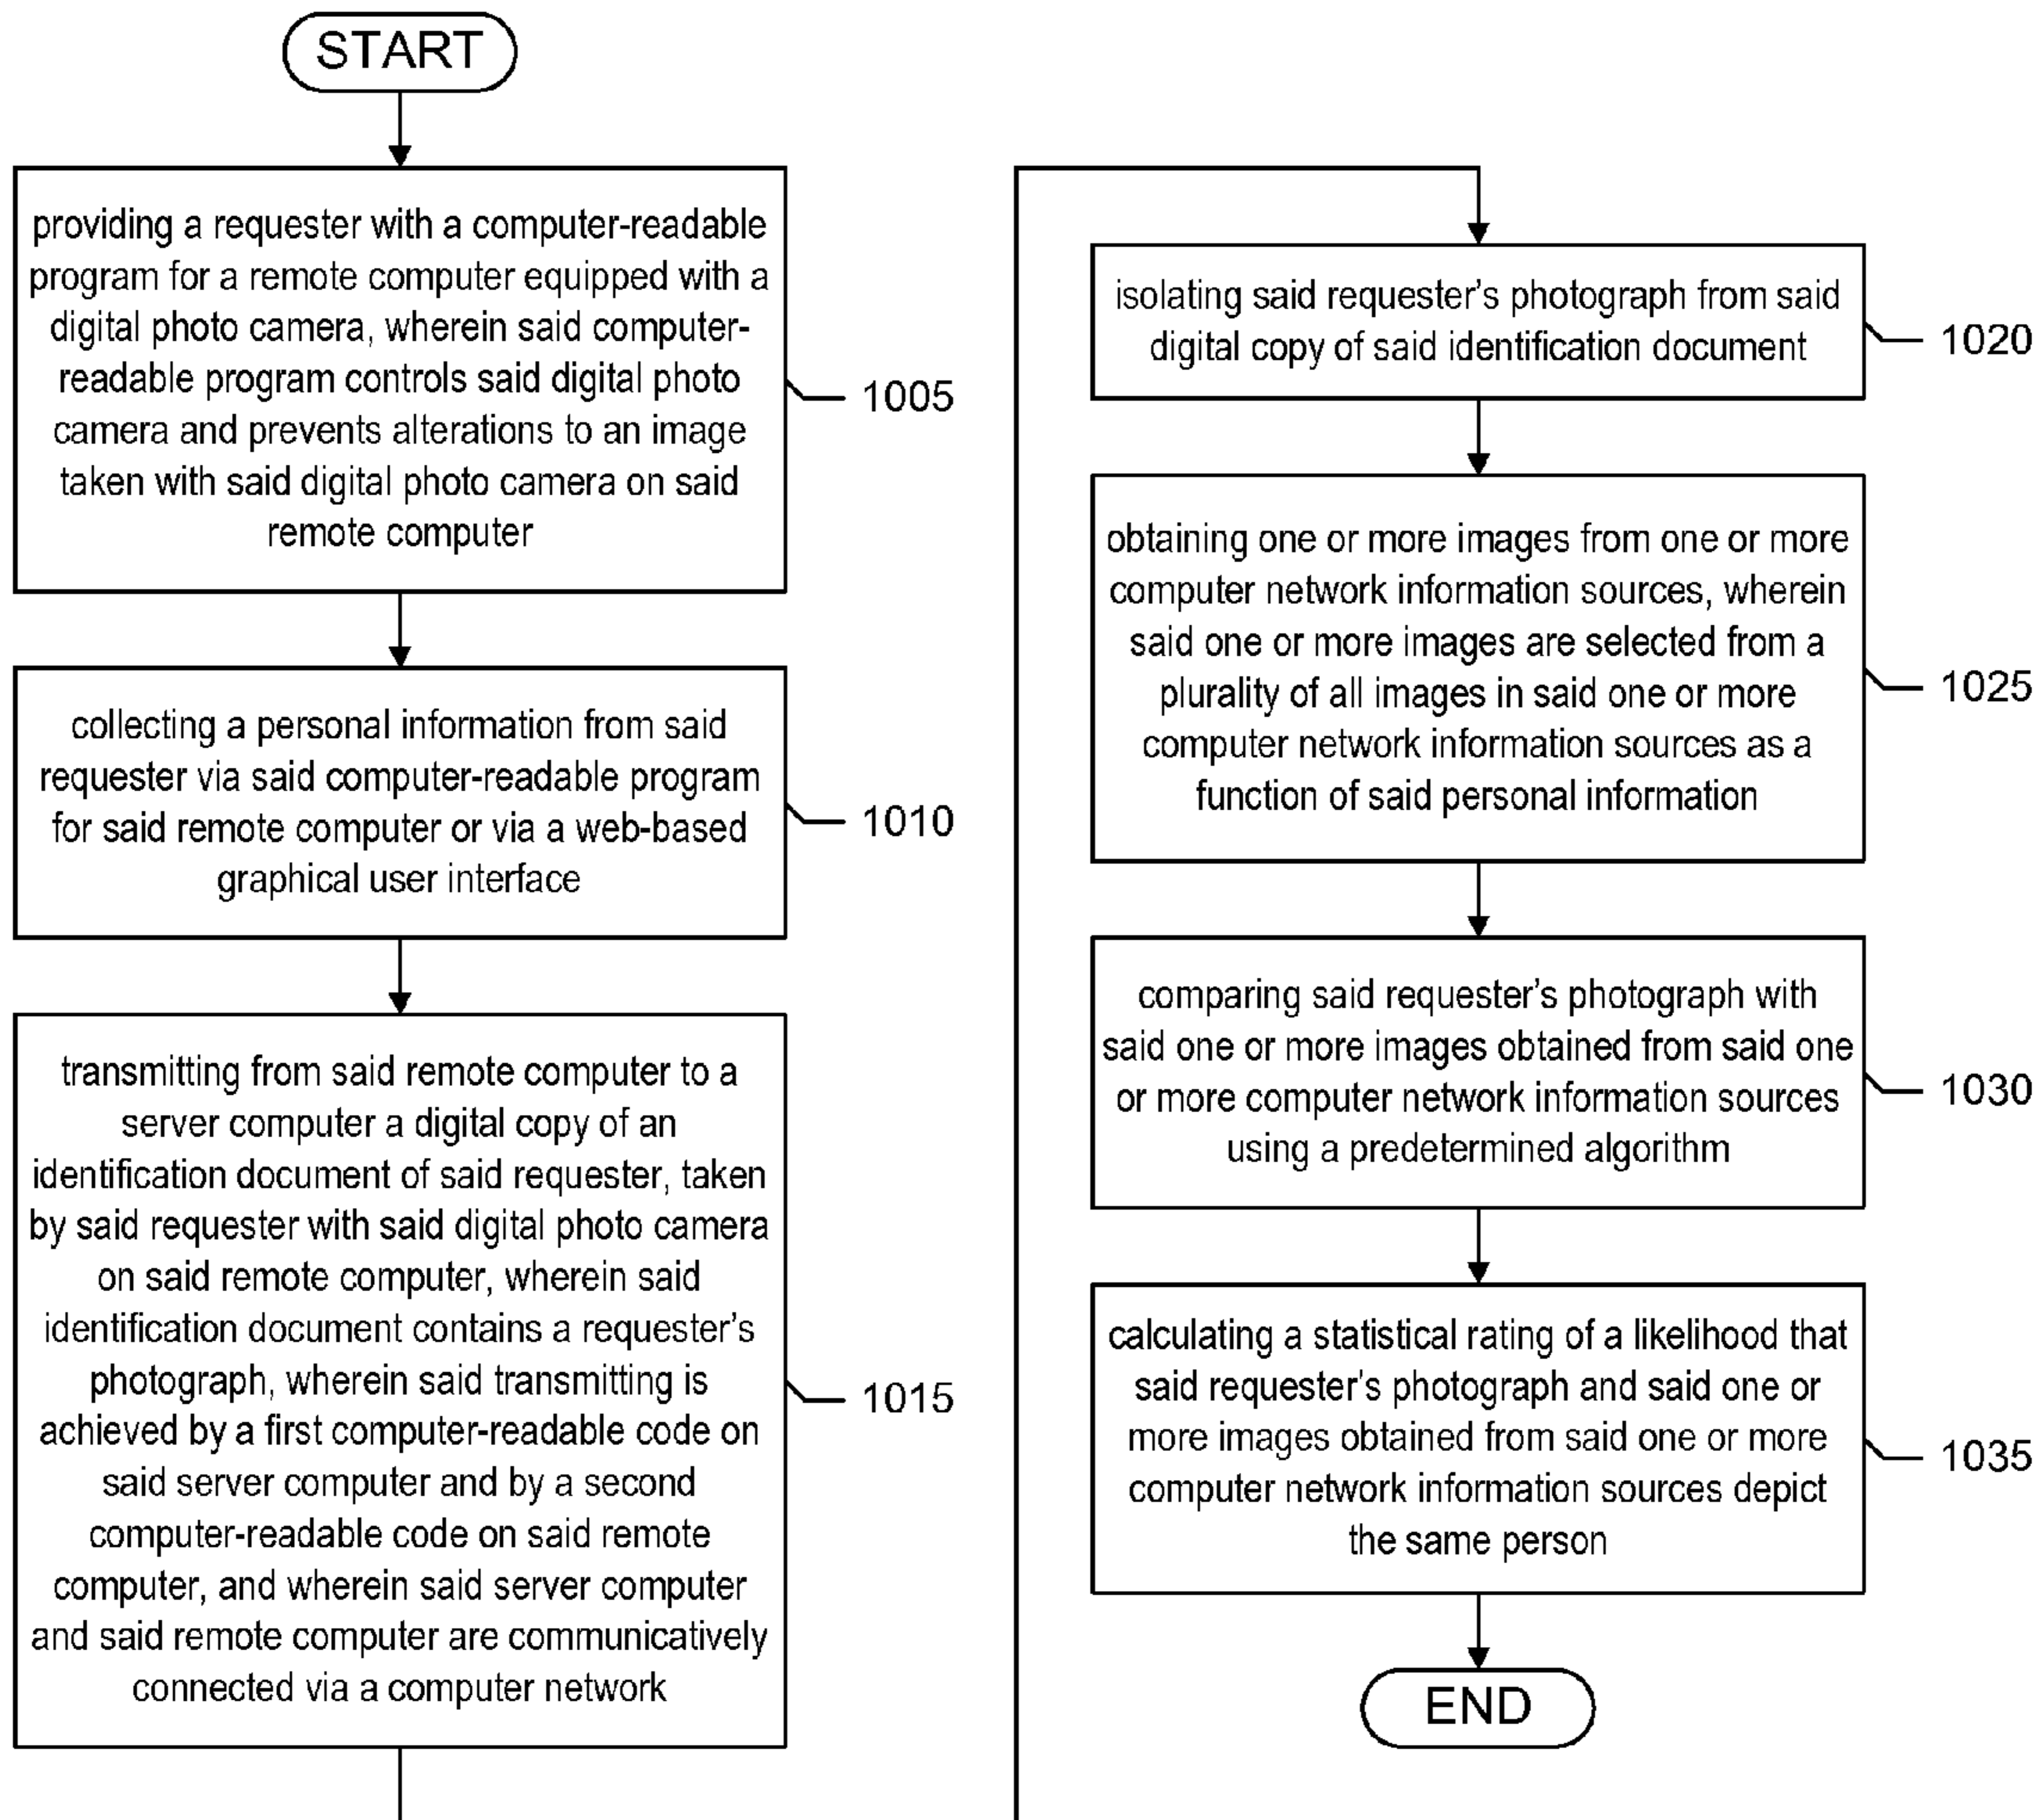 START
providing a requester with a computer-readable
program for a remote computer equipped with a
digital photo camera, wherein said computer-
readable program controls said digital photo
camera and prevents alterations to an image
taken with said digital photo camera on said
remote computer
1005
collecting a personal information from said
requester via said computer-readable program
for said remote computer or via a web-based
graphical user interface
1010
transmitting from said remote computer to a
server computer a digital copy of an
identification document of said requester, taken
by said requester with said digital photo camera
on said remote computer, wherein said
identification document contains a requester's
photograph, wherein said transmitting is
achieved by a first computer-readable code on
said server computer and by a second
computer-readable code on said remote
computer, and wherein said server computer
and said remote computer are communicatively
connected via a computer network
1015
isolating said requester's photograph from said
digital copy of said identification document
1020
obtaining one or more images from one or more
computer network information sources, wherein
said one or more images are selected from a
plurality of all images in said one or more
computer network information sources as a
function of said personal information
1025
comparing said requester's photograph with
said one or more images obtained from said one
or more computer network information sources
using a predetermined algorithm
1030
calculating a statistical rating of a likelihood that
said requester's photograph and said one or
more images obtained from said one or more
computer network information sources depict
the same person
1035
END